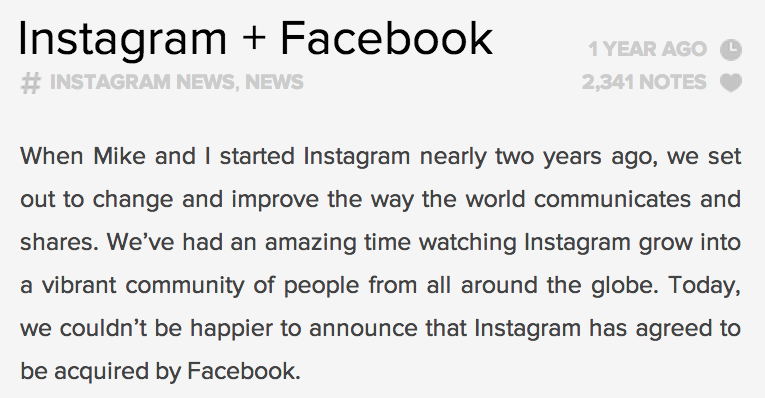 Instagram + Facebook
1 YEAR AGO
# INSTAGRAM NEWS, NEWS
2,341 NOTES
When Mike and I started Instagram nearly two years ago, we set
out to change and improve the way the world communicates and
shares. We’ve had an amazing time watching Instagram grow into
a vibrant community of people from all around the globe. Today,
we couldn’t be happier to announce that Instagram has agreed to
be acquired by Facebook.